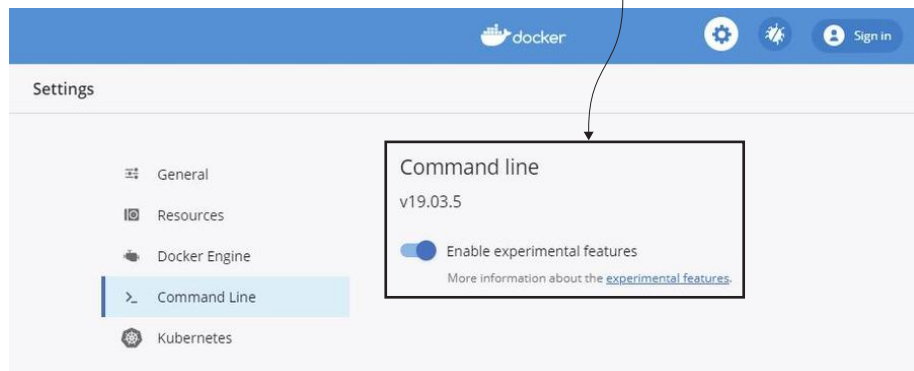 docker
Sign in
Settings
General
Resources
Docker Engine
Command Line
Kubernetes
Command line
v19.03.5
Enable experimental features
More information about the experimental features.